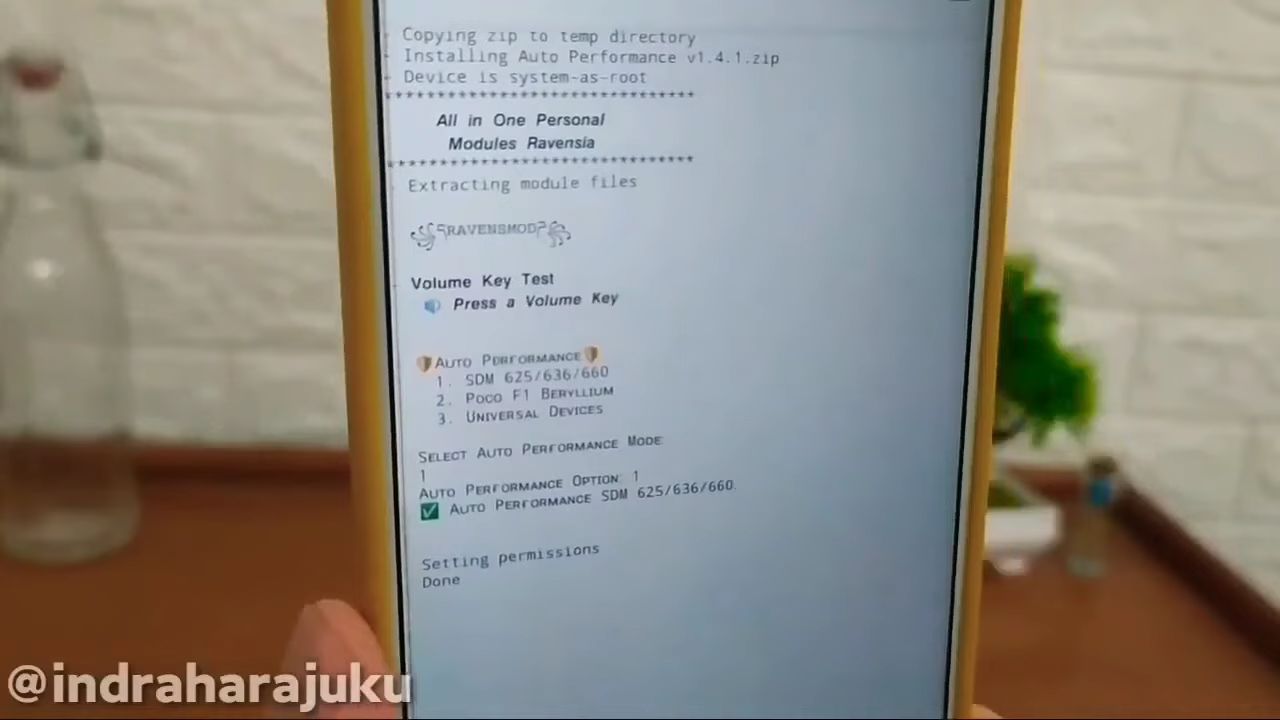 - Copying zip to temp directory
- Installing Auto Performance v1.4.1.zip
- Device is system-as-root
******************************
All in One Personal
Modules Ravensia
******************************
- Extracting module files
RAVENSMOD
- Volume Key Test
🔊 Press a Volume Key
🛡AUTO PERFORMANCE🛡
1. SDM 625/636/660
2. POCO F1 BERYLLIUM
3. UNIVERSAL DEVICES
SELECT AUTO PERFORMANCE MODE
1
AUTO PERFORMANCE OPTION: 1
✅ AUTO PERFORMANCE SDM 625/636/660.
Setting permissions
Done
@indraharajuku